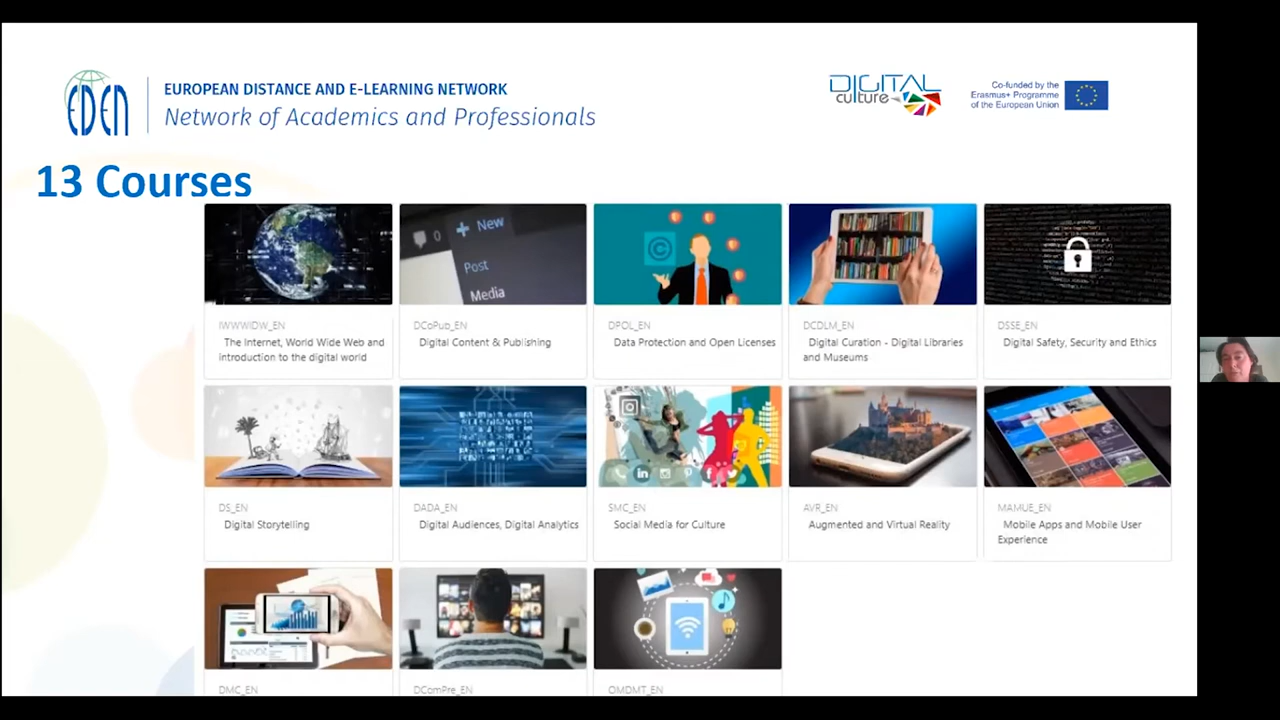 EDEN
EUROPEAN DISTANCE AND E-LEARNING NETWORK
Network of Academics and Professionals
DIGITAL
culture
Co-funded by the
Erasmus+ Programme
of the European Union
13 Courses
0
+ New
Post
Media
IWWWIDW_EN
The Internet, World Wide Web and
introduction to the digital world
DCoPub_EN
Digital Content & Publishing
DPOL_EN
Data Protection and Open Licenses
DCDLM_EN
Digital Curation - Digital Libraries
and Museums
DSSE_EN
Digital Safety, Security and Ethics
DS_EN
Digital Storytelling
DADA_EN
Digital Audiences, Digital Analytics
SMC_EN
Social Media for Culture
AVR_EN
Augmented and Virtual Reality
MAMUE_EN
Mobile Apps and Mobile User
Experience
DMC_EN
DComPre_EN
OMDMT_EN